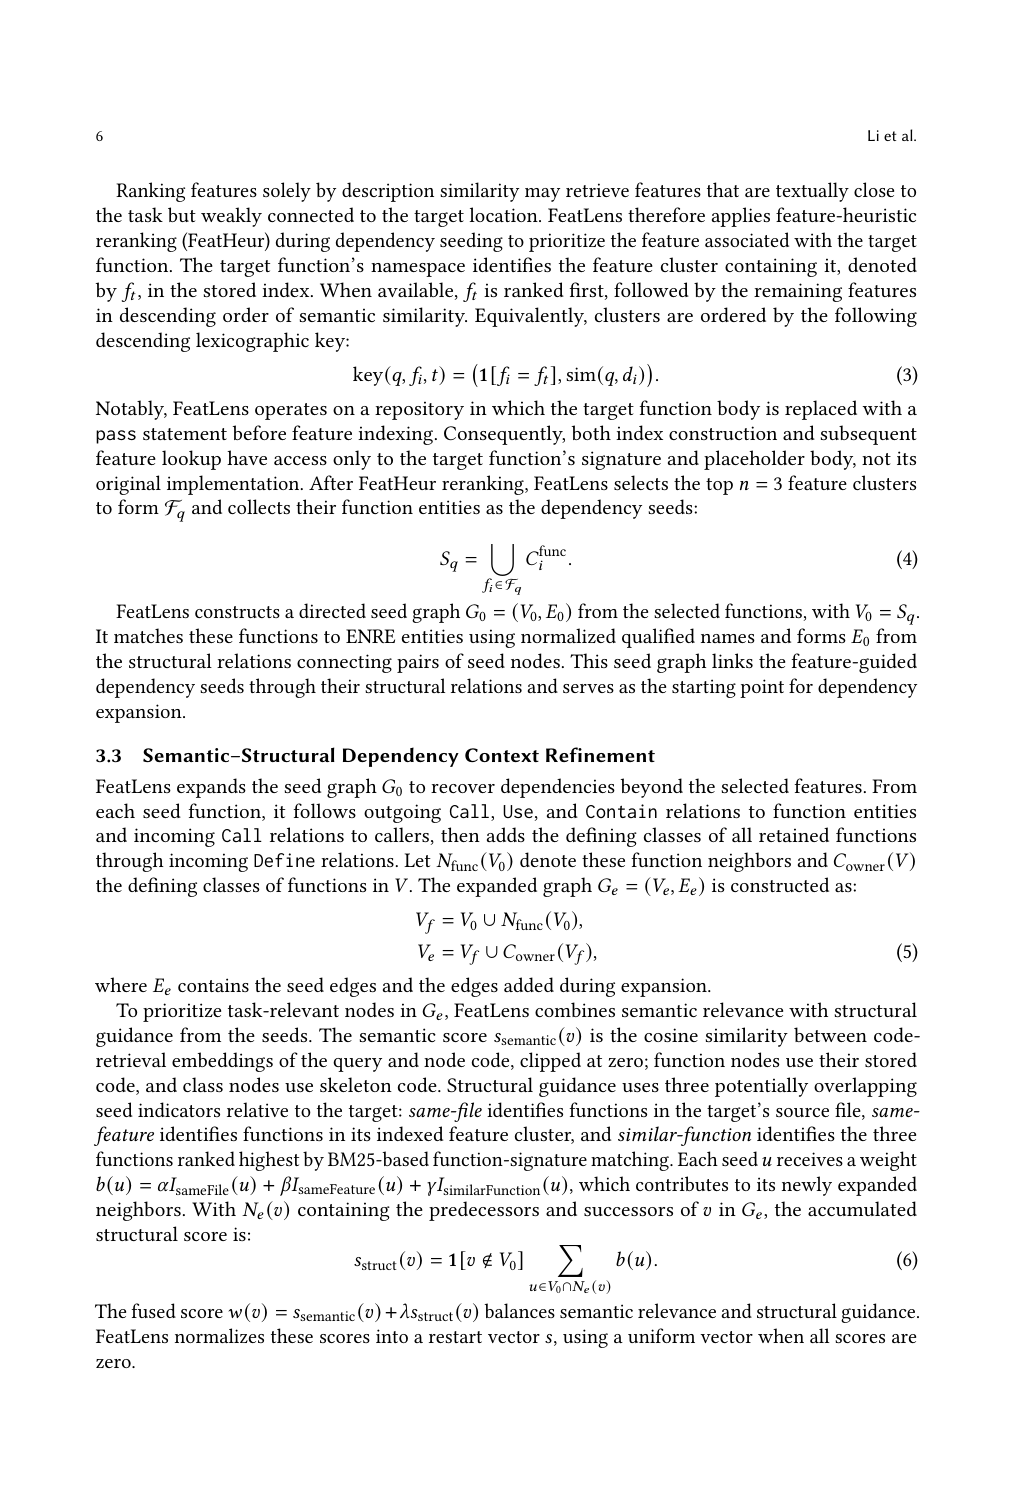 6 Li et al.
Ranking features solely by description similarity may retrieve features that are textually close to
the task but weakly connected to the target location. FeatLens therefore applies feature-heuristic
reranking (FeatHeur) during dependency seeding to prioritize the feature associated with the target
function. The target function's namespace identifies the feature cluster containing it, denoted
by f_t, in the stored index. When available, f_t is ranked first, followed by the remaining features
in descending order of semantic similarity. Equivalently, clusters are ordered by the following
descending lexicographic key:
key(q, f_i, t) = (1[f_i = f_t], sim(q, d_i)). (3)
Notably, FeatLens operates on a repository in which the target function body is replaced with a
pass statement before feature indexing. Consequently, both index construction and subsequent
feature lookup have access only to the target function's signature and placeholder body, not its
original implementation. After FeatHeur reranking, FeatLens selects the top n = 3 feature clusters
to form ℱ_q and collects their function entities as the dependency seeds:
S_q = ⋃_{f_i∈ℱ_q} C_i^func. (4)
FeatLens constructs a directed seed graph G_0 = (V_0, E_0) from the selected functions, with V_0 = S_q.
It matches these functions to ENRE entities using normalized qualified names and forms E_0 from
the structural relations connecting pairs of seed nodes. This seed graph links the feature-guided
dependency seeds through their structural relations and serves as the starting point for dependency
expansion.
3.3 Semantic–Structural Dependency Context Refinement
FeatLens expands the seed graph G_0 to recover dependencies beyond the selected features. From
each seed function, it follows outgoing Call, Use, and Contain relations to function entities
and incoming Call relations to callers, then adds the defining classes of all retained functions
through incoming Define relations. Let N_func(V_0) denote these function neighbors and C_owner(V)
the defining classes of functions in V. The expanded graph G_e = (V_e, E_e) is constructed as:
V_f = V_0 ∪ N_func(V_0),
V_e = V_f ∪ C_owner(V_f), (5)
where E_e contains the seed edges and the edges added during expansion.
To prioritize task-relevant nodes in G_e, FeatLens combines semantic relevance with structural
guidance from the seeds. The semantic score s_semantic(v) is the cosine similarity between code-
retrieval embeddings of the query and node code, clipped at zero; function nodes use their stored
code, and class nodes use skeleton code. Structural guidance uses three potentially overlapping
seed indicators relative to the target: same-file identifies functions in the target's source file, same-
feature identifies functions in its indexed feature cluster, and similar-function identifies the three
functions ranked highest by BM25-based function-signature matching. Each seed u receives a weight
b(u) = αI_sameFile(u) + βI_sameFeature(u) + γI_similarFunction(u), which contributes to its newly expanded
neighbors. With N_e(v) containing the predecessors and successors of v in G_e, the accumulated
structural score is:
s_struct(v) = 1[v ∉ V_0] ∑_{u∈V_0∩N_e(v)} b(u). (6)
The fused score w(v) = s_semantic(v)+λs_struct(v) balances semantic relevance and structural guidance.
FeatLens normalizes these scores into a restart vector s, using a uniform vector when all scores are
zero.